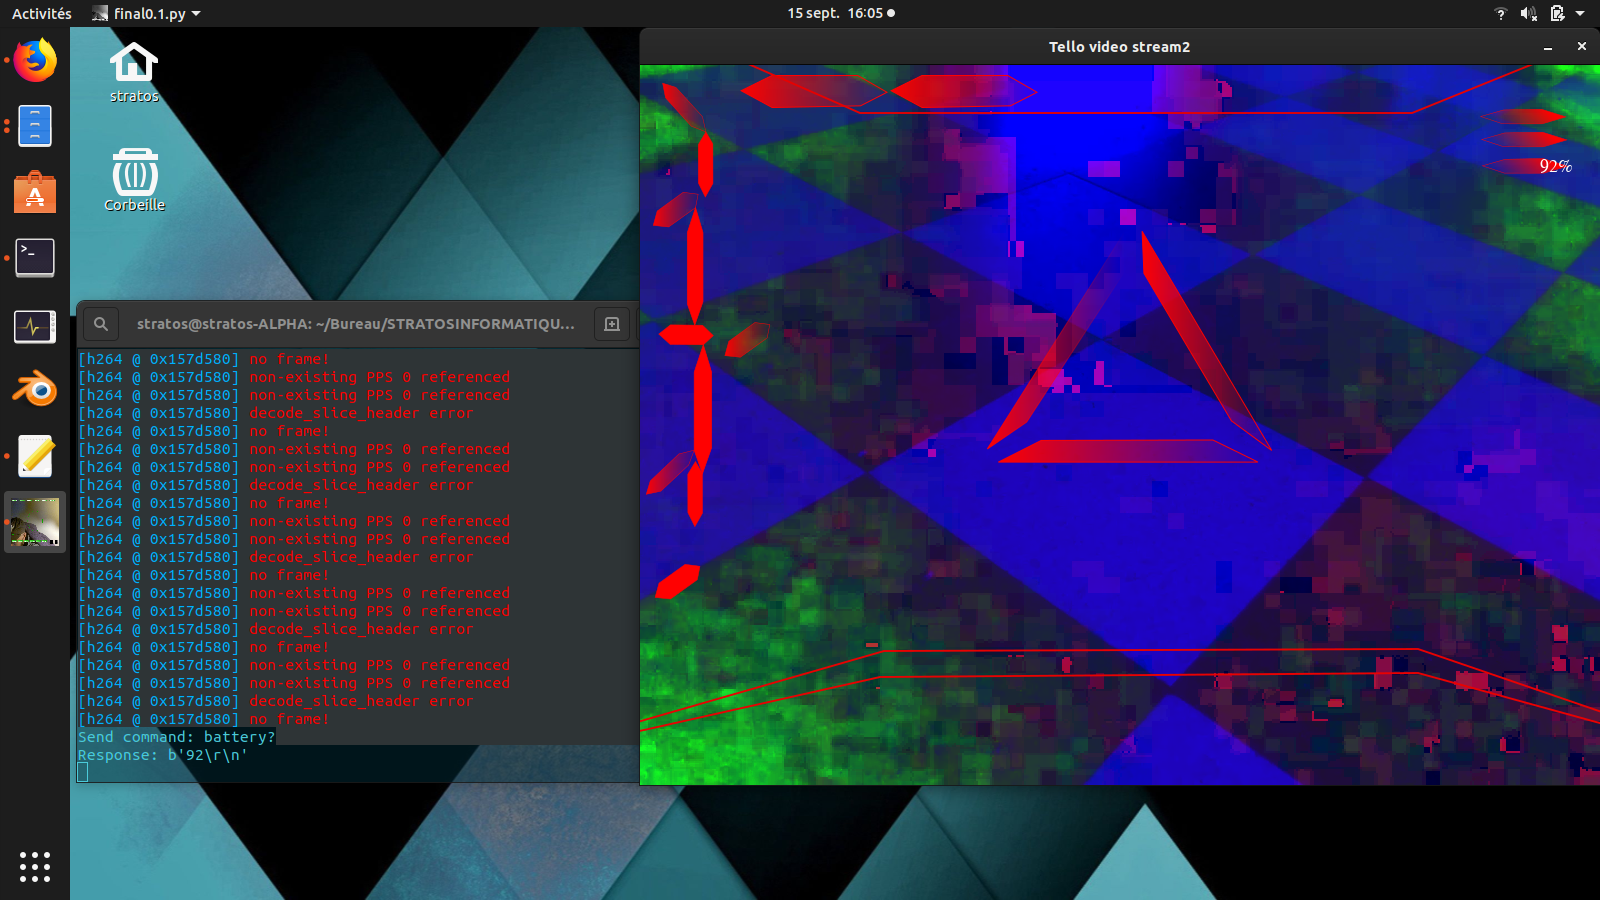 Activités
final0.1.py
15 sept. 16:05
stratos
Corbeille
Tello video stream2
92%
stratos@stratos-ALPHA: ~/Bureau/STRATOSINFORMATIQU...
[h264 @ 0x157d580] no frame!
[h264 @ 0x157d580] non-existing PPS 0 referenced
[h264 @ 0x157d580] non-existing PPS 0 referenced
[h264 @ 0x157d580] decode_slice_header error
[h264 @ 0x157d580] no frame!
[h264 @ 0x157d580] non-existing PPS 0 referenced
[h264 @ 0x157d580] non-existing PPS 0 referenced
[h264 @ 0x157d580] decode_slice_header error
[h264 @ 0x157d580] no frame!
[h264 @ 0x157d580] non-existing PPS 0 referenced
[h264 @ 0x157d580] non-existing PPS 0 referenced
[h264 @ 0x157d580] decode_slice_header error
[h264 @ 0x157d580] no frame!
[h264 @ 0x157d580] non-existing PPS 0 referenced
[h264 @ 0x157d580] non-existing PPS 0 referenced
[h264 @ 0x157d580] decode_slice_header error
[h264 @ 0x157d580] no frame!
[h264 @ 0x157d580] non-existing PPS 0 referenced
[h264 @ 0x157d580] non-existing PPS 0 referenced
[h264 @ 0x157d580] decode_slice_header error
[h264 @ 0x157d580] no frame!
Send command: battery?
Response: b'92\r\n'